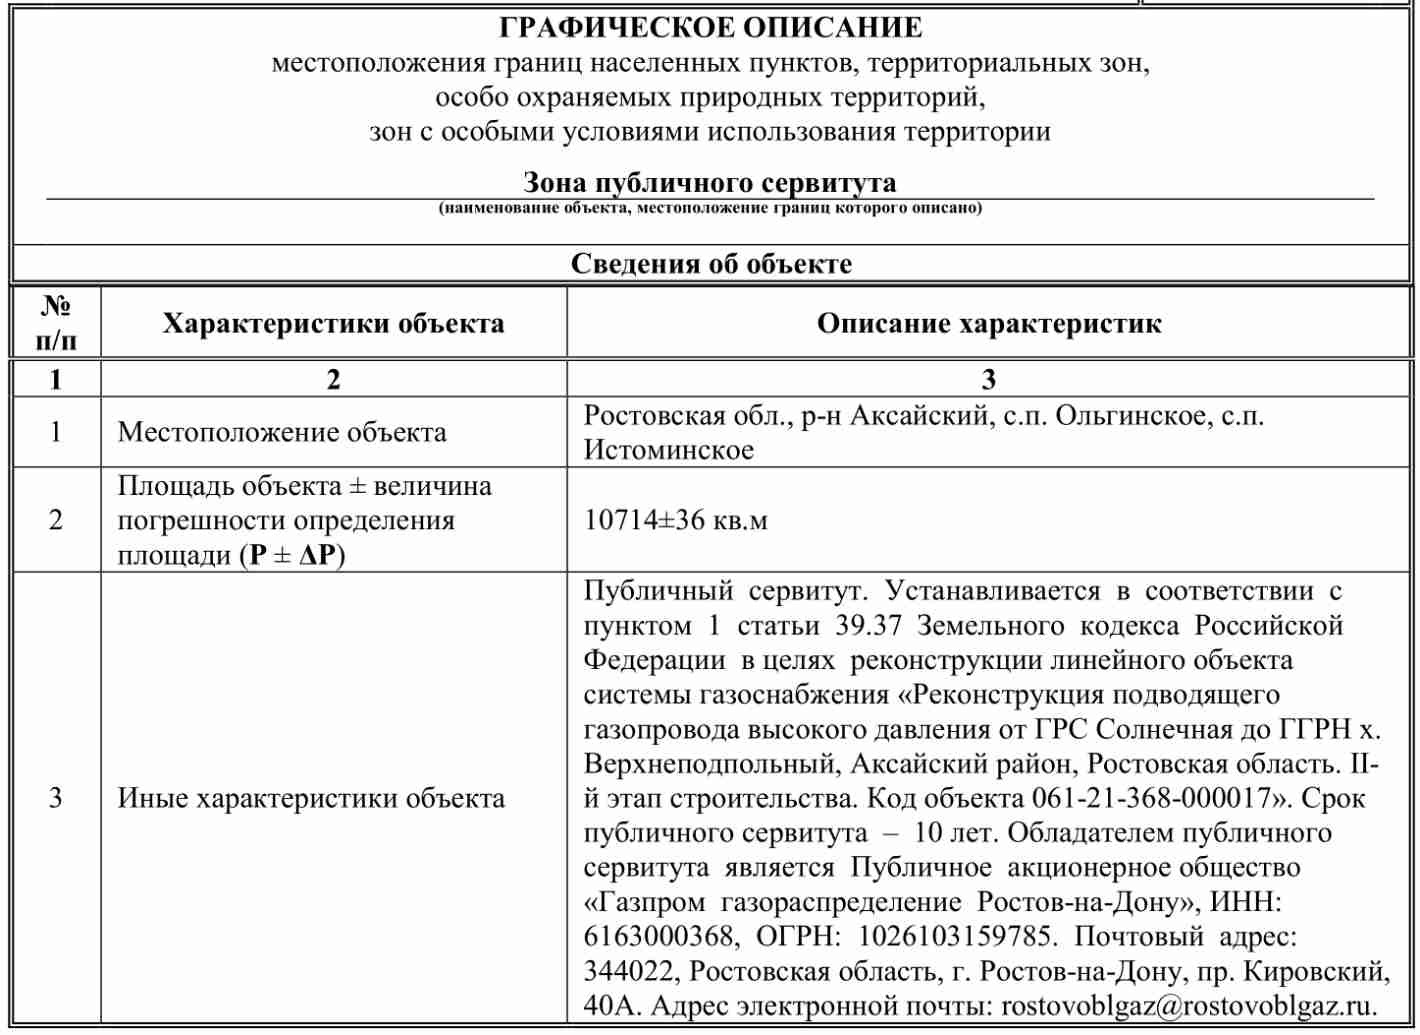 ГРАФИЧЕСКОЕ ОПИСАНИЕ
местоположения границ населенных пунктов, территориальных зон,
особо охраняемых природных территорий,
зон с особыми условиями использования территории
Зона публичного сервитута
(наименование объекта, местоположение границ которого описано)
Сведения об объекте
№
п/п
Характеристики объекта
Описание характеристик
1
2
3
1
Местоположение объекта
Ростовская обл., р-н Аксайский, с.п. Ольгинское, с.п.
Истоминское
2
Площадь объекта ± величина
погрешности определения
площади (P ± ΔP)
10714±36 кв.м
3
Иные характеристики объекта
Публичный сервитут. Устанавливается в соответствии с
пунктом 1 статьи 39.37 Земельного кодекса Российской
Федерации в целях реконструкции линейного объекта
системы газоснабжения «Реконструкция подводящего
газопровода высокого давления от ГРС Солнечная до ГГРН х.
Верхнеподпольный, Аксайский район, Ростовская область. II-
й этап строительства. Код объекта 061-21-368-000017». Срок
публичного сервитута – 10 лет. Обладателем публичного
сервитута является Публичное акционерное общество
«Газпром газораспределение Ростов-на-Дону», ИНН:
6163000368, ОГРН: 1026103159785. Почтовый адрес:
344022, Ростовская область, г. Ростов-на-Дону, пр. Кировский,
40А. Адрес электронной почты: rostovoblgaz@rostovoblgaz.ru.